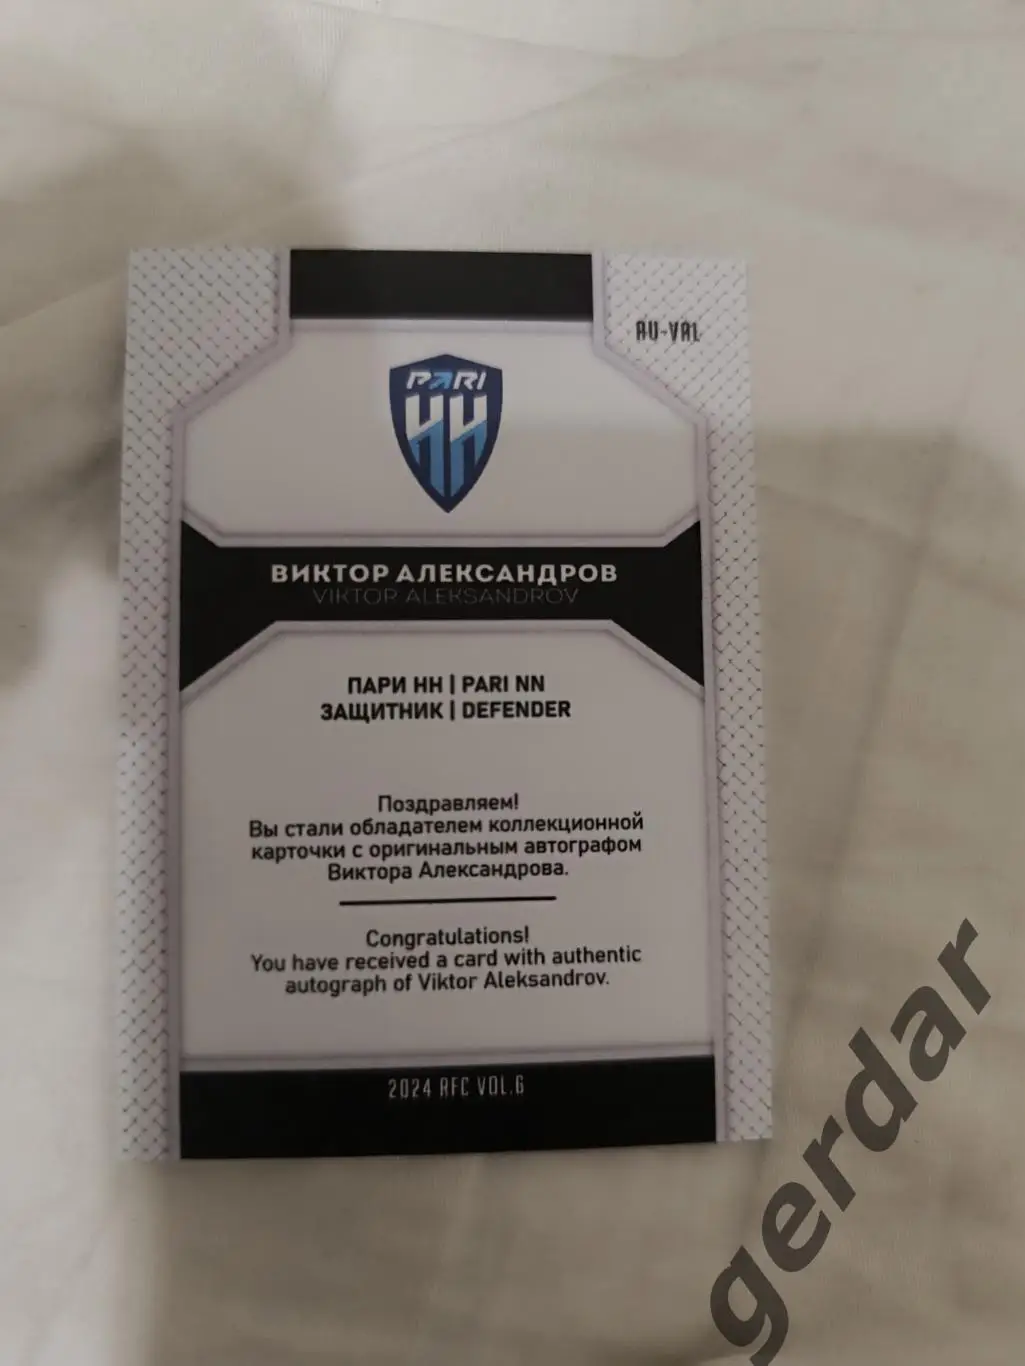 AU-VAL
PARI
НН
ВИКТОР АЛЕКСАНДРОВ
VIKTOR ALEKSANDROV
ПАРИ НН | PARI NN
ЗАЩИТНИК | DEFENDER
Поздравляем!
Вы стали обладателем коллекционной
карточки с оригинальным автографом
Виктора Александрова.
Congratulations!
You have received a card with authentic
autograph of Viktor Aleksandrov.
2024 RFC VOL.6
gerdar